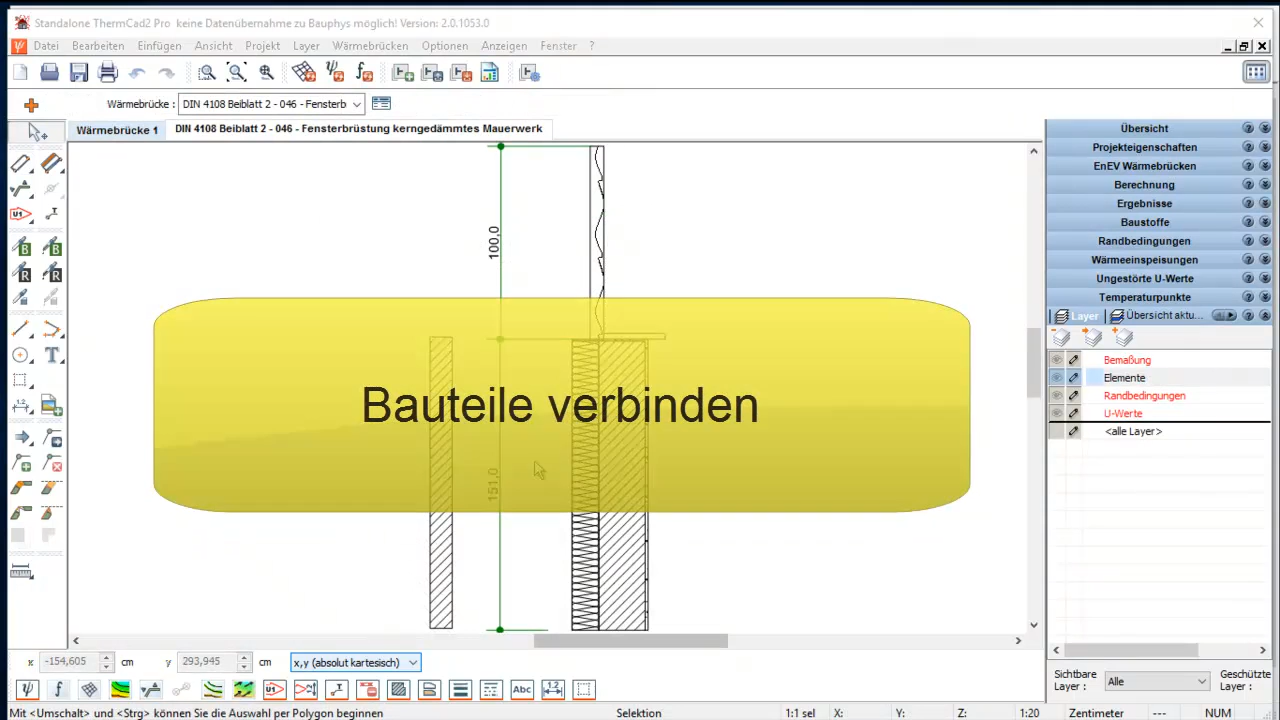 Standalone ThermCad2 Pro keine Datenübernahme zu Bauphys möglich! Version: 2.0.1053.0
Datei Bearbeiten Einfügen Ansicht Projekt Layer Wärmebrücken Optionen Anzeigen Fenster ?
Wärmebrücke : DIN 4108 Beiblatt 2 - 046 - Fensterb
Wärmebrücke 1 DIN 4108 Beiblatt 2 - 046 - Fensterbrüstung kerngedämmtes Mauerwerk
Übersicht
Projekteigenschaften
EnEV Wärmebrücken
Berechnung
Ergebnisse
Baustoffe
Randbedingungen
Wärmeeinspeisungen
Ungestörte U-Werte
Temperaturpunkte
Layer Übersicht aktu...
Bemaßung
Elemente
Randbedingungen
U-Werte
<alle Layer>
100,0
Bauteile verbinden
151,0
x -154,605 cm y 293,945 cm x,y (absolut kartesisch)
Sichtbare Layer : Alle Geschützte Layer :
Abc
Mit <Umschalt> und <Strg> können Sie die Auswahl per Polygon beginnen Selektion 1:1 sel X: Y: Z: 1:20 Zentimeter --- NUM